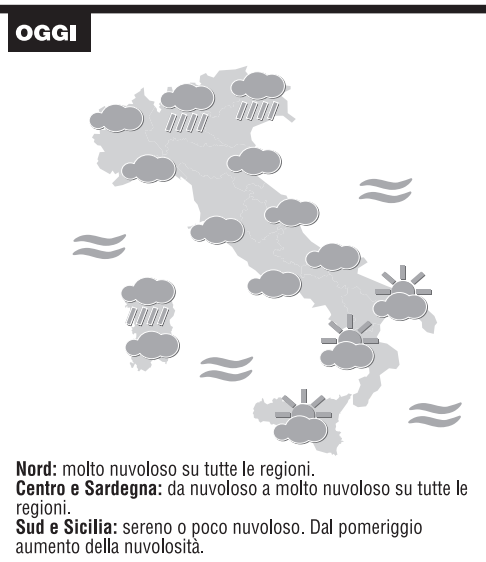 OGGI
Nord: molto nuvoloso su tutte le regioni.
Centro e Sardegna: da nuvoloso a molto nuvoloso su tutte le
regioni.
Sud e Sicilia: sereno o poco nuvoloso. Dal pomeriggio
aumento della nuvolosità.